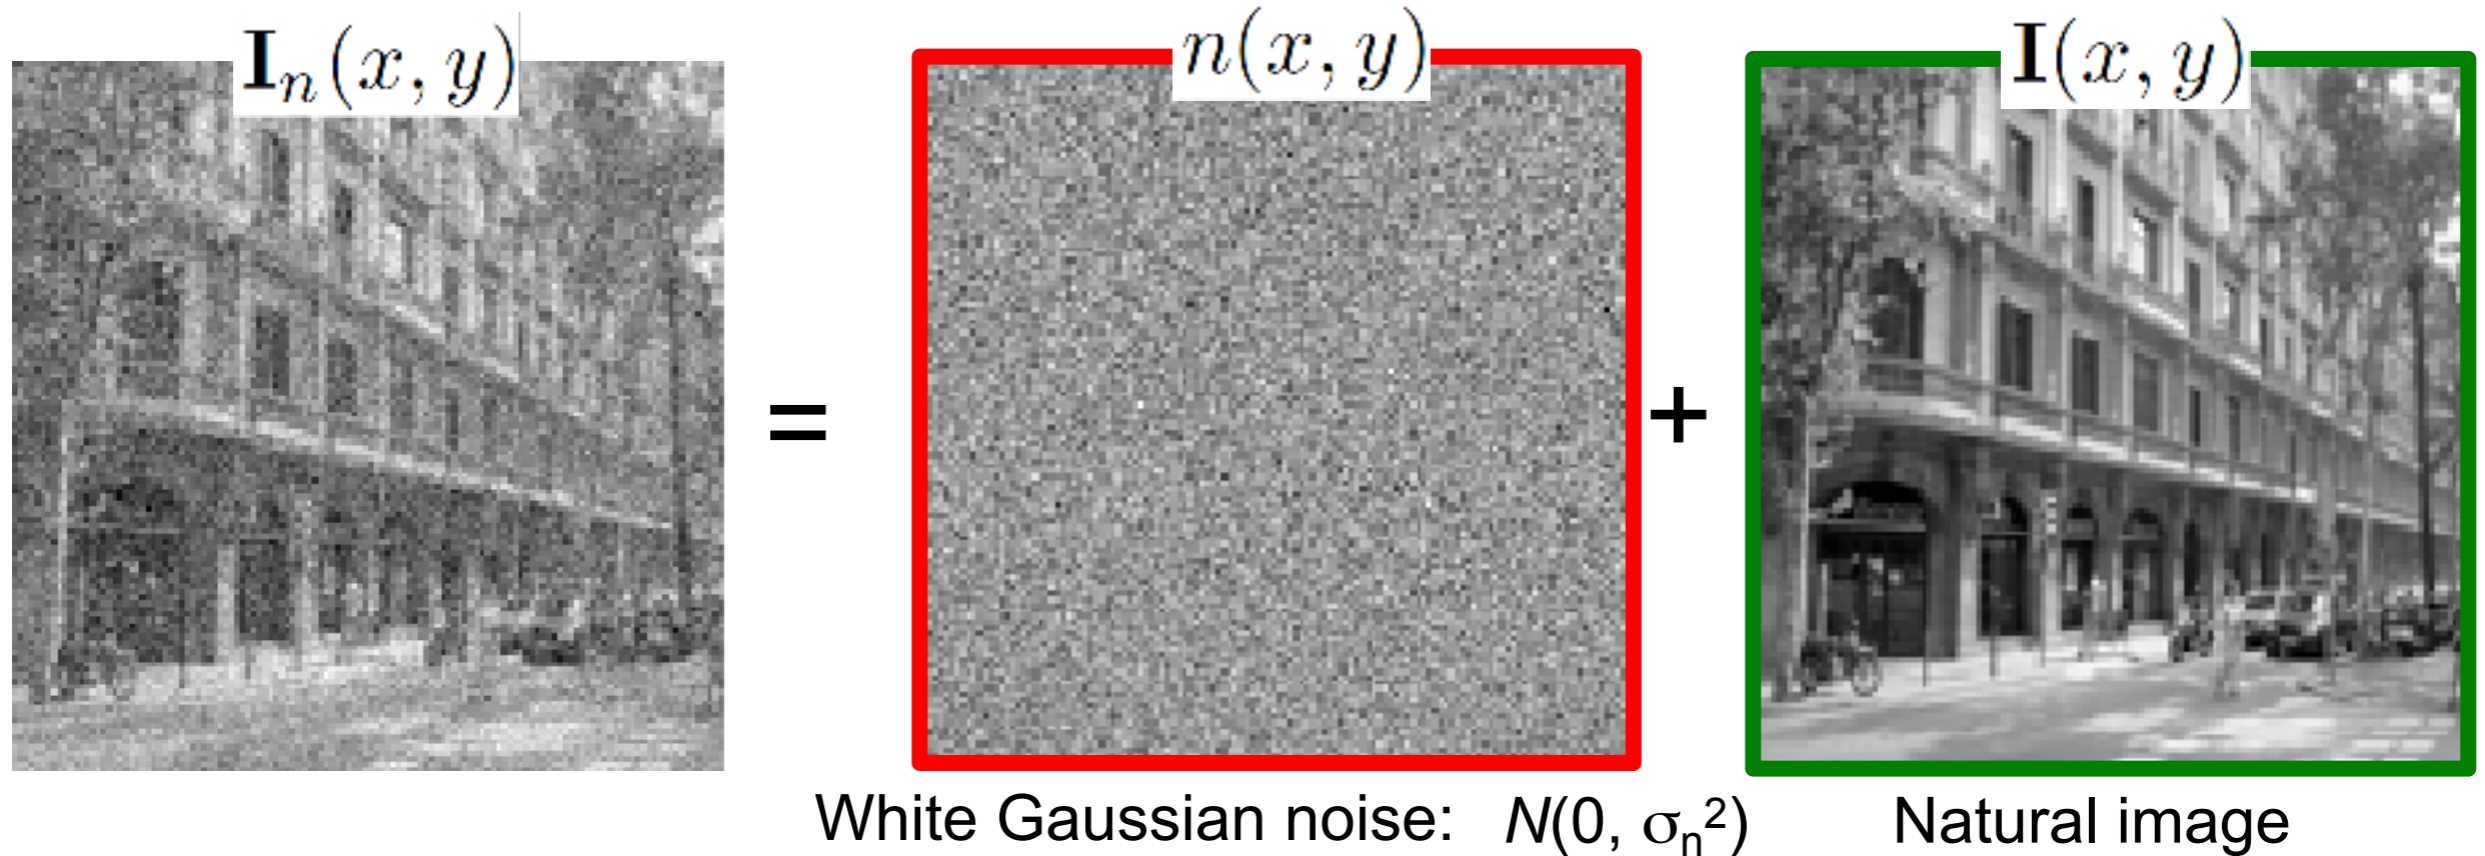 𝐈ₙ(x, y) = n(x, y) + 𝐈(x, y)
White Gaussian noise: N(0, σₙ²) Natural image